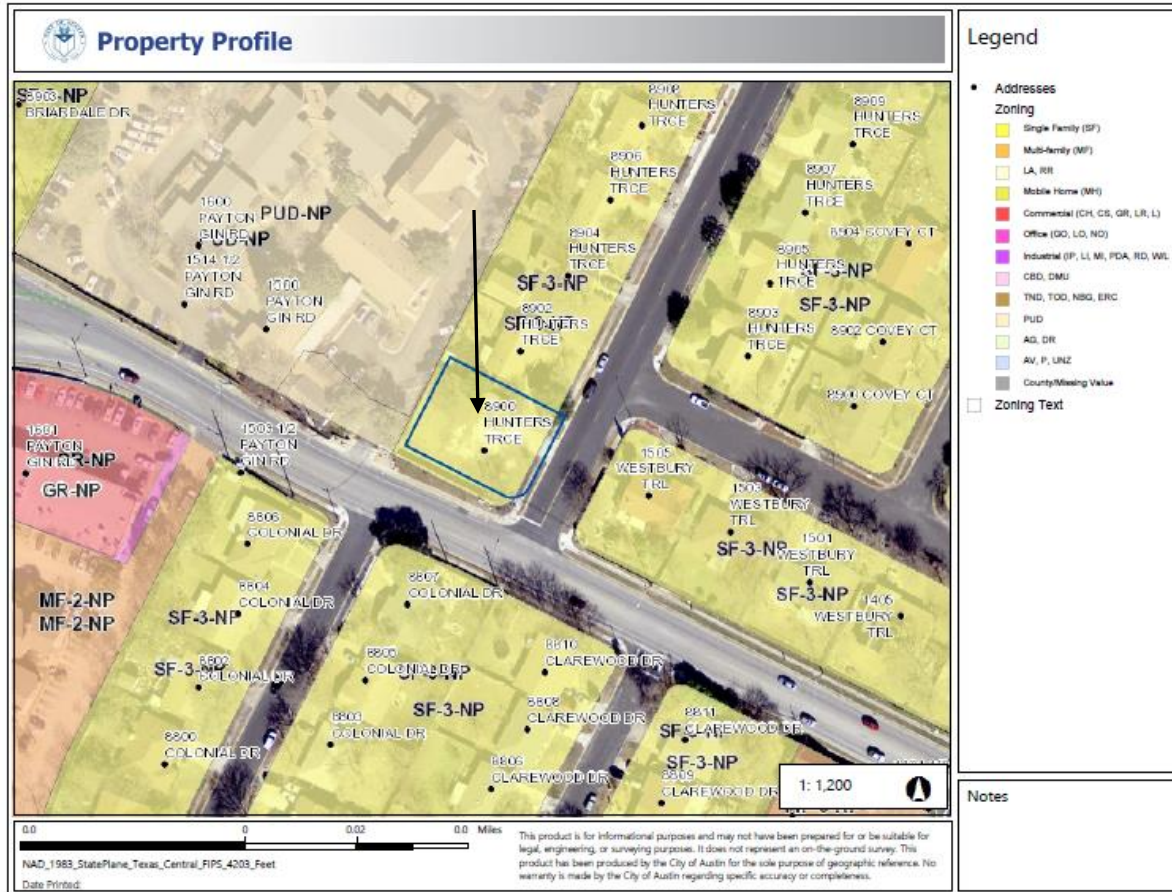 Property Profile
Legend
Addresses
Zoning
Single Family (SF)
Multi-family (MF)
LA, RR
Mobile Home (MH)
Commercial (CH, CS, GR, LR, L)
Office (GO, LO, NO)
Industrial (IP, LI, MI, PDA, RD, W/L
CBD, DMU
TND, TOD, NBG, ERC
PUD
AG, DR
AV, P, UNZ
County/Missing Value
Zoning Text
Notes
BRIARDALE DR
1600
PAYTON
GIN RD
PUD-NP
1514 1/2
PAYTON
GIN RD
1500
PAYTON
GIN RD
8908
HUNTERS
TRCE
8906
HUNTERS
TRCE
8904
HUNTERS
TRCE
SF-3-NP
8902
HUNTERS
TRCE
8900
HUNTERS
TRCE
8909
HUNTERS
TRCE
8907
HUNTERS
TRCE
8904 COVEY CT
8905
HUNTERS
TRCE
SF-3-NP
8903
HUNTERS
TRCE
8902 COVEY CT
8900 COVEY CT
1601
PAYTON
GIN RD
GR-NP
GR-NP
1503 1/2
PAYTON
GIN RD
1505
WESTBURY
TRL
1503
WESTBURY
TRL
SF-3-NP
1501
WESTBURY
TRL
SF-3-NP
1405
WESTBURY
TRL
8806
COLONIAL DR
8804
COLONIAL DR
MF-2-NP
MF-2-NP
SF-3-NP
SF-3-NP
8802
COLONIAL DR
8800
COLONIAL DR
8807
COLONIAL DR
8805
COLONIAL DR
SF-3-NP
8803
COLONIAL DR
8810
CLAREWOOD DR
8808
CLAREWOOD DR
8806
CLAREWOOD DR
8811
CLAREWOOD DR
SF-3-NP
8809
CLAREWOOD DR
1: 1,200
0.0
0
0.02
0.0 Miles
NAD_1983_StatePlane_Texas_Central_FIPS_4203_Feet
Date Printed:
This product is for informational purposes and may not have been prepared for or be suitable for
legal, engineering, or surveying purposes. It does not represent an on-the-ground survey. This
product has been produced by the City of Austin for the sole purpose of geographic reference. No
warranty is made by the City of Austin regarding specific accuracy or completeness.